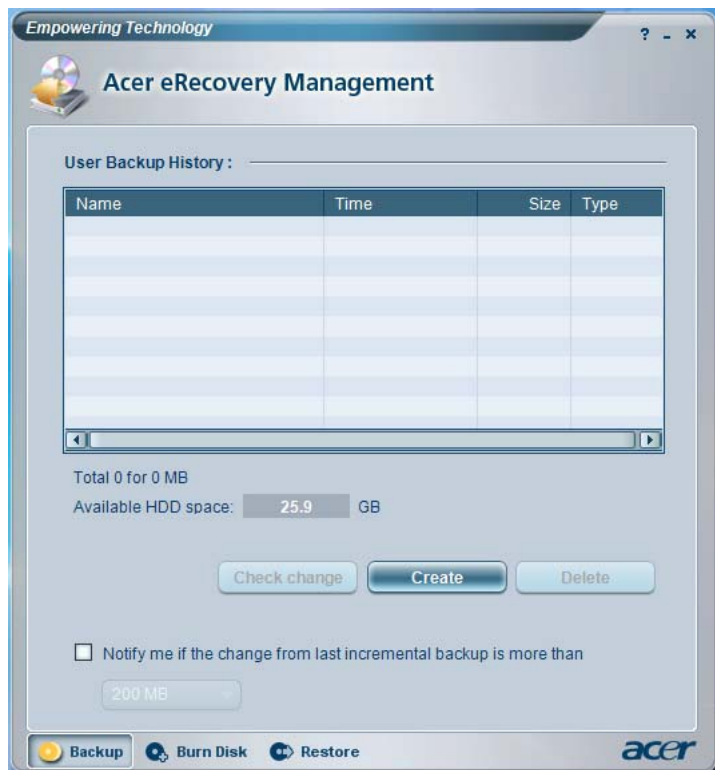 Empowering Technology
? - x
Acer eRecovery Management
User Backup History :
Name Time Size Type
Total 0 for 0 MB
Available HDD space: 25.9 GB
Check change Create Delete
Notify me if the change from last incremental backup is more than
200 MB
Backup Burn Disk Restore acer